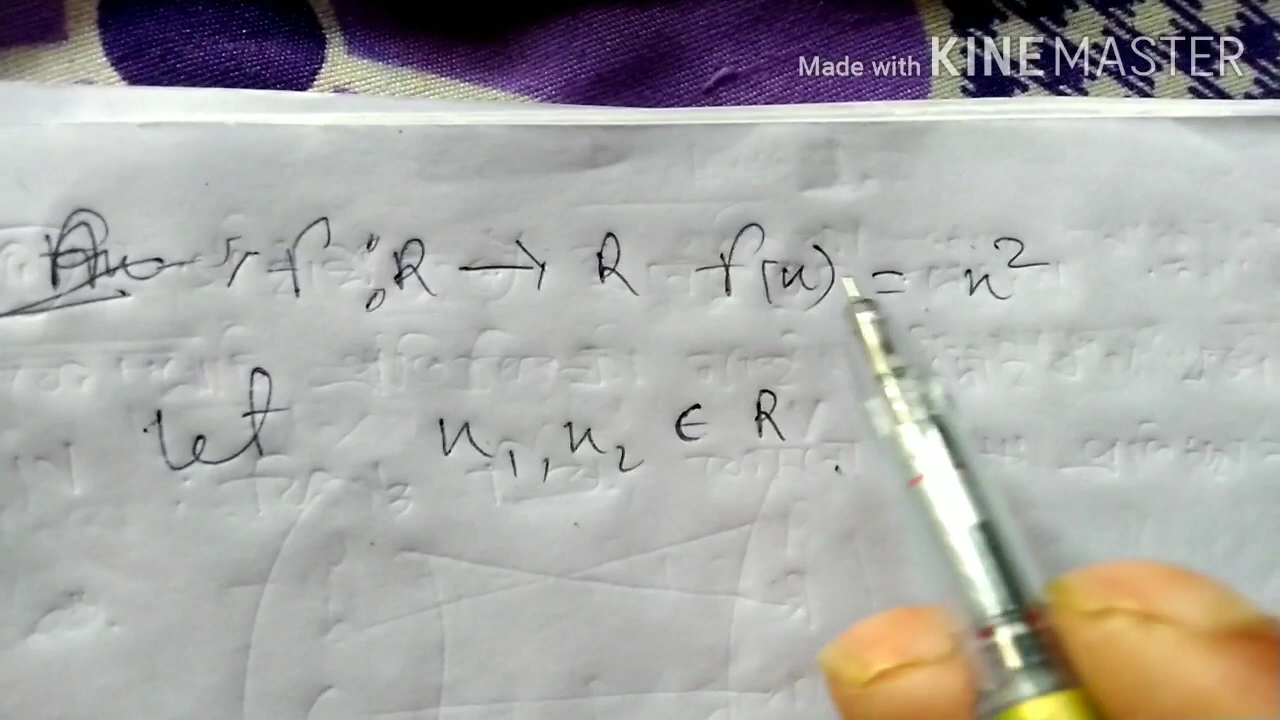 Made with KINEMASTER
f : R → R f(x) = x²
Let x₁, x₂ ∈ R